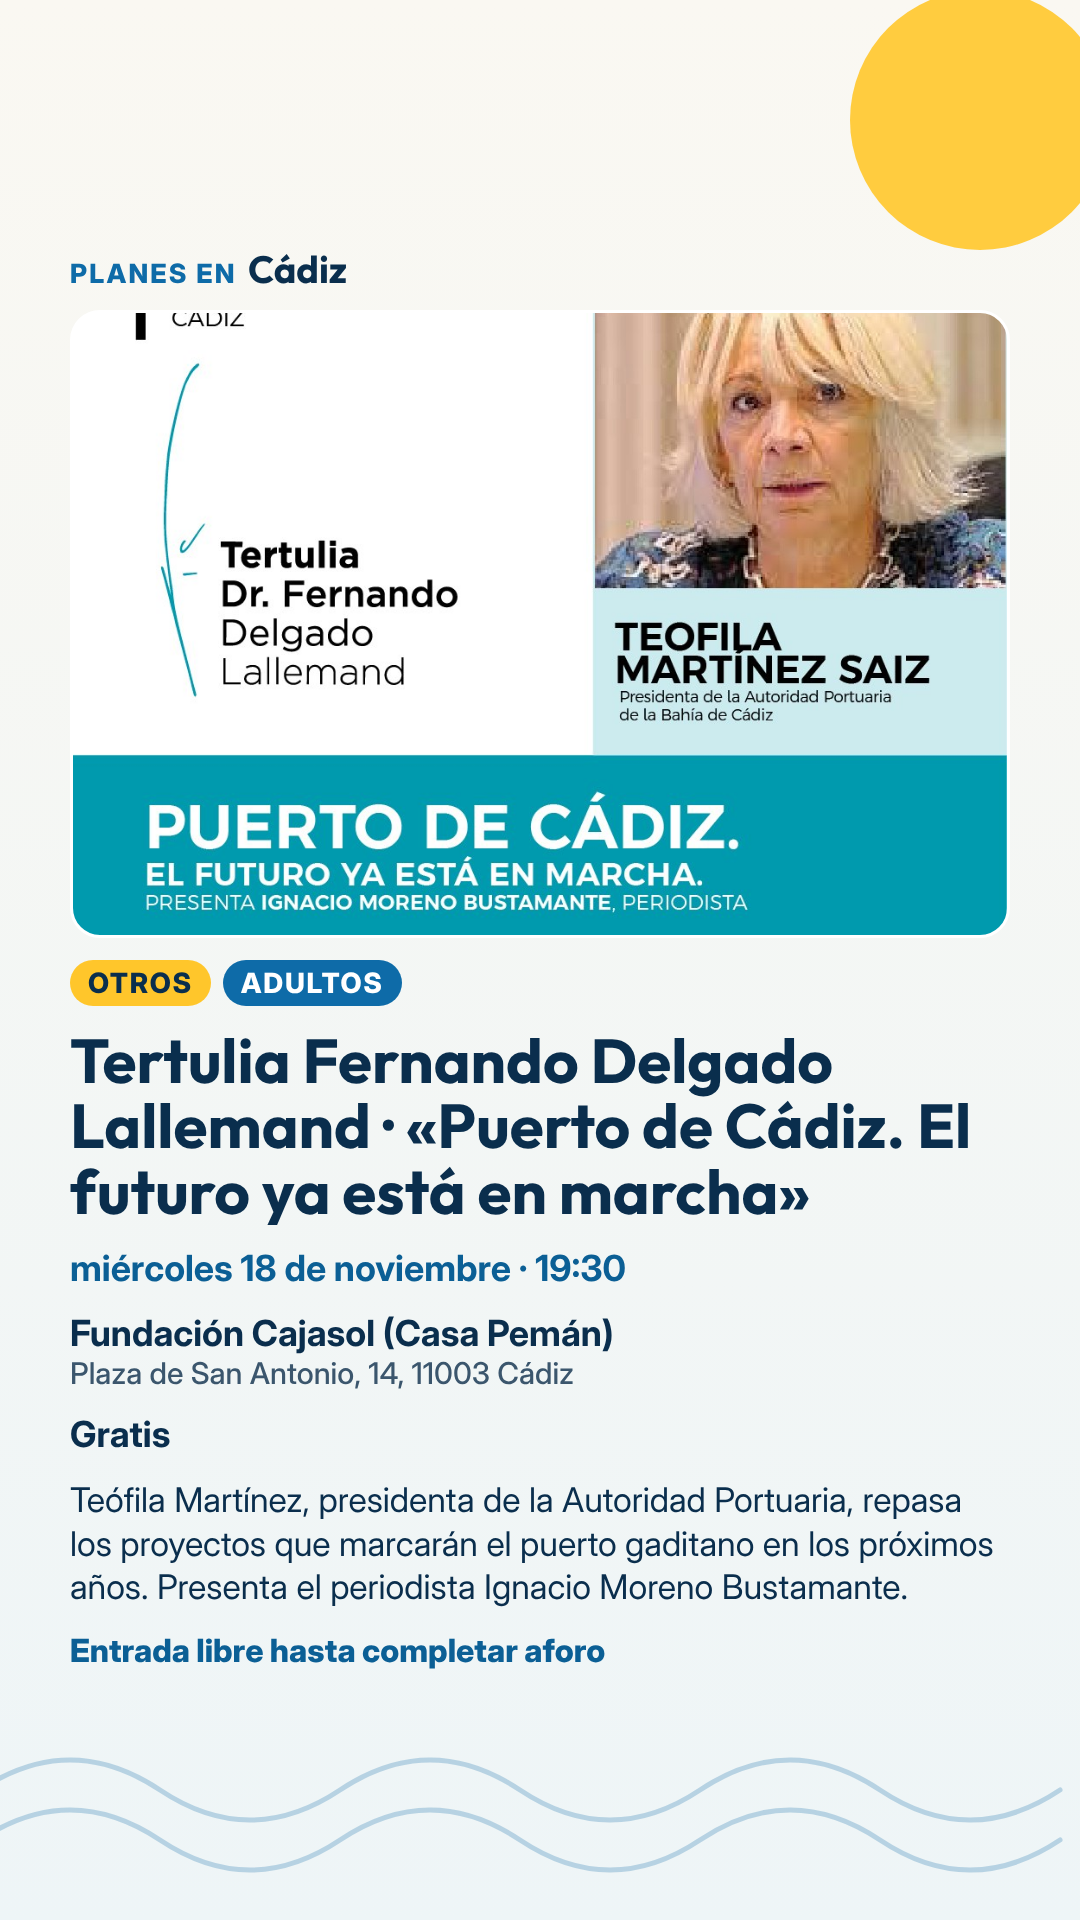 PLANES EN Cádiz
CÁDIZ
Tertulia
Dr. Fernando
Delgado
Lallemand
TEOFILA
MARTÍNEZ SAIZ
Presidenta de la Autoridad Portuaria
de la Bahía de Cádiz
PUERTO DE CÁDIZ.
EL FUTURO YA ESTÁ EN MARCHA.
PRESENTA IGNACIO MORENO BUSTAMANTE, PERIODISTA
OTROS ADULTOS
Tertulia Fernando Delgado
Lallemand · «Puerto de Cádiz. El
futuro ya está en marcha»
miércoles 18 de noviembre · 19:30
Fundación Cajasol (Casa Pemán)
Plaza de San Antonio, 14, 11003 Cádiz
Gratis
Teófila Martínez, presidenta de la Autoridad Portuaria, repasa
los proyectos que marcarán el puerto gaditano en los próximos
años. Presenta el periodista Ignacio Moreno Bustamante.
Entrada libre hasta completar aforo